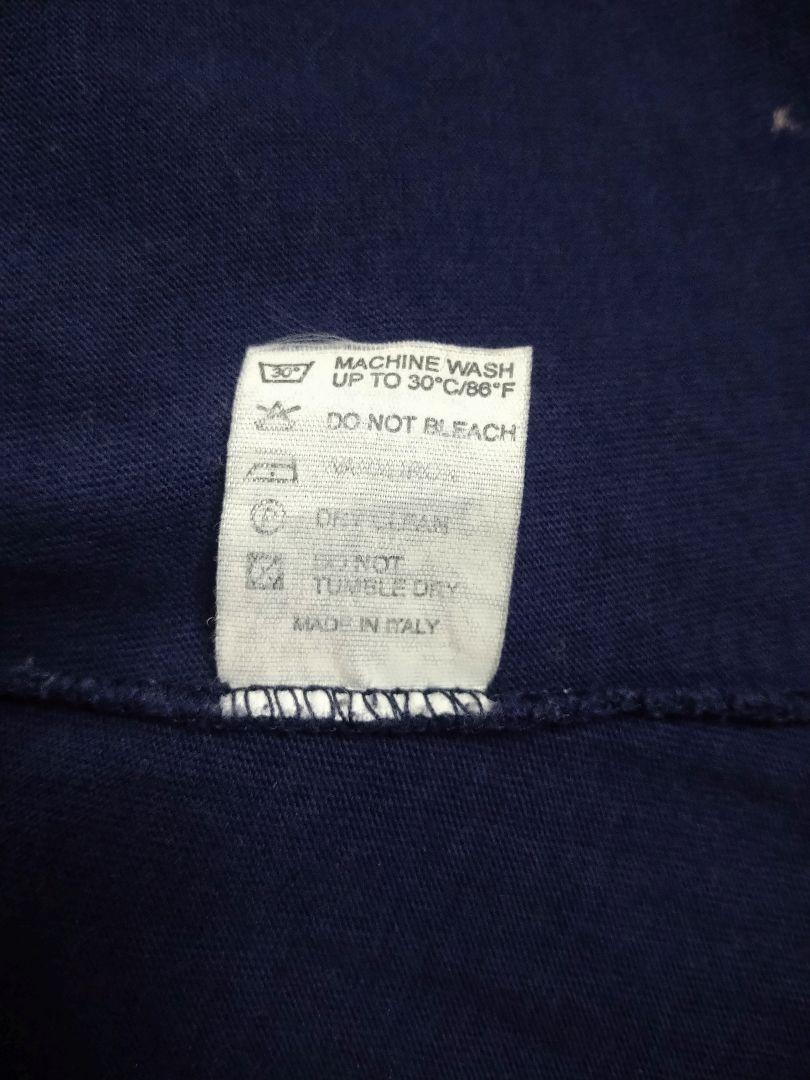 30°
MACHINE WASH
UP TO 30°C/86°F
DO NOT BLEACH
P
DRY CLEAN
DO NOT
TUMBLE DRY
MADE IN ITALY